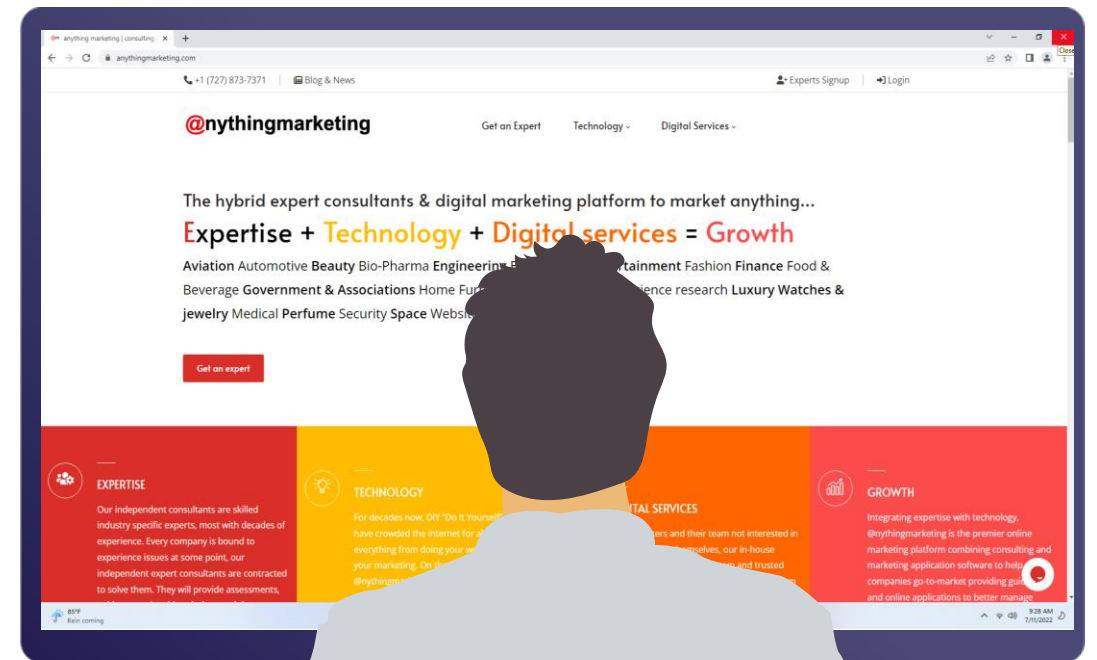 anything marketing | consulting
anythingmarketing.com
Close
+1 (727) 873-7371
Blog & News
Experts Signup
Login
@nythingmarketing
Get an Expert
Technology
Digital Services
The hybrid expert consultants & digital marketing platform to market anything...
Expertise + Technology + Digital services = Growth
Aviation Automotive Beauty Bio-Pharma Engineering rtainment Fashion Finance Food &
Beverage Government & Associations Home Fur ience research Luxury Watches &
jewelry Medical Perfume Security Space Websit
Get an expert
EXPERTISE
Our independent consultants are skilled
industry specific experts, most with decades of
experience. Every company is bound to
experience issues at some point, our
independent expert consultants are contracted
to solve them. They will provide assessments,
TECHNOLOGY
For decades now, DIY "Do It Yourself"
have crowded the internet for a
everything from doing your
your marketing. On th
@nythingma
ITAL SERVICES
ters and their team not interested in
emselves, our in-house
m and trusted
GROWTH
Integrating expertise with technology,
@nythingmarketing is the premier online
marketing platform combining consulting and
marketing application software to help
companies go-to-market providing gui
and online applications to better manage
85°F
Rain coming
9:28 AM
7/11/2022